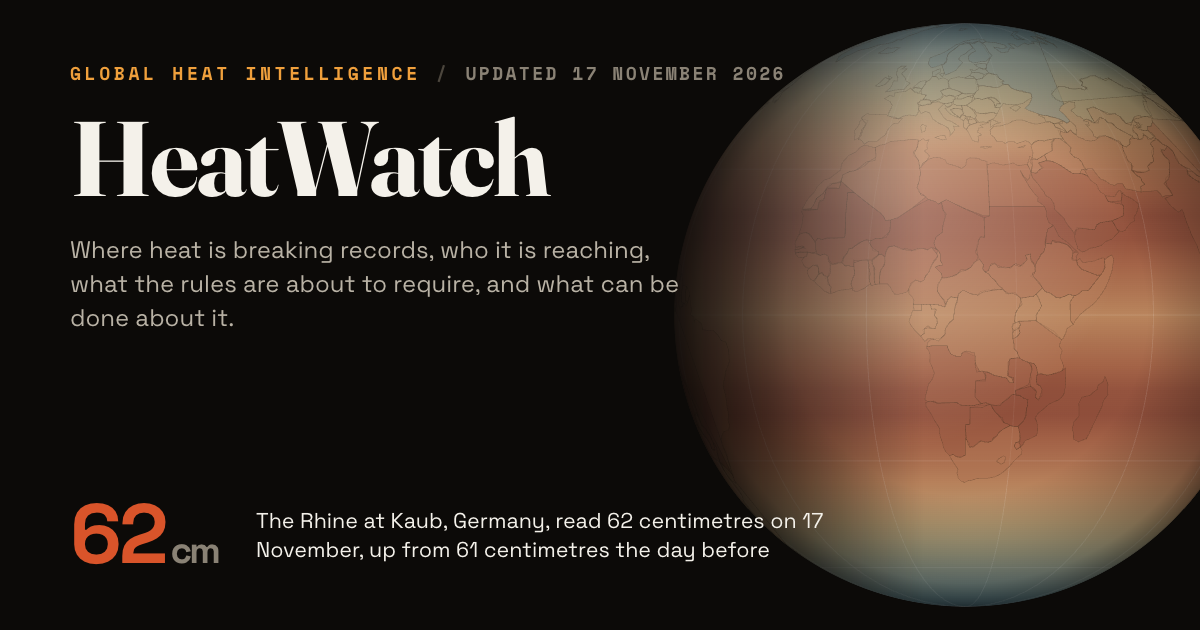 GLOBAL HEAT INTELLIGENCE / UPDATED 17 NOVEMBER 2026
HeatWatch
Where heat is breaking records, who it is reaching,
what the rules are about to require, and what can be
done about it.
62 cm
The Rhine at Kaub, Germany, read 62 centimetres on 17
November, up from 61 centimetres the day before